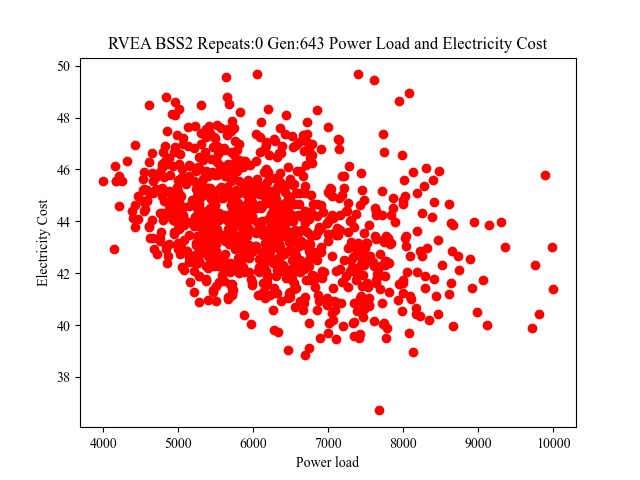 RVEA BSS2 Repeats:0 Gen:643 Power Load and Electricity Cost
50
48
46
44
42
40
38
Electricity Cost
4000 5000 6000 7000 8000 9000 10000
Power load